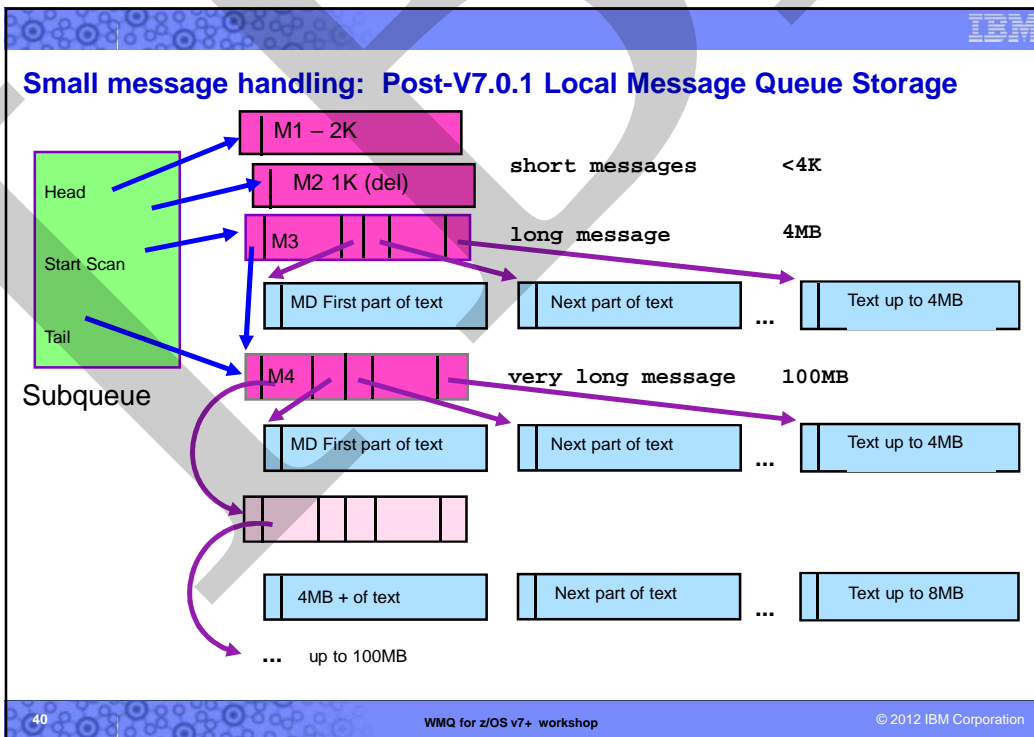 IBM
Small message handling: Post-V7.0.1 Local Message Queue Storage
M1 – 2K
short messages <4K
Head
M2 1K (del)
M3
long message 4MB
Start Scan
MD First part of text
Next part of text
...
Text up to 4MB
Tail
M4
very long message 100MB
Subqueue
MD First part of text
Next part of text
...
Text up to 4MB
4MB + of text
Next part of text
...
Text up to 8MB
... up to 100MB
40
WMQ for z/OS v7+ workshop
© 2012 IBM Corporation